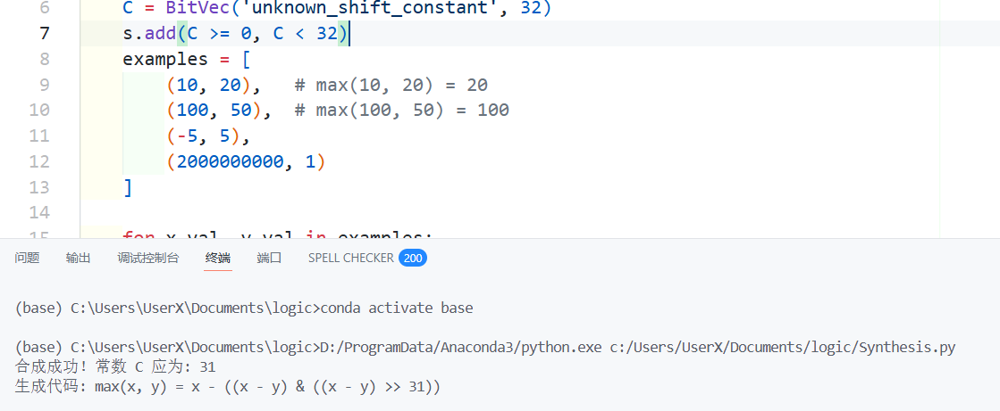 6 C = BitVec('unknown_shift_constant', 32)
7 s.add(C >= 0, C < 32)
8 examples = [
9 (10, 20),   # max(10, 20) = 20
10 (100, 50),  # max(100, 50) = 100
11 (-5, 5),
12 (2000000000, 1)
13 ]
14
15 for x_val, y_val in examples:
问题 输出 调试控制台 终端 端口 SPELL CHECKER 200
(base) C:\Users\UserX\Documents\logic>conda activate base
(base) C:\Users\UserX\Documents\logic>D:/ProgramData/Anaconda3/python.exe c:/Users/UserX/Documents/logic/Synthesis.py
合成成功! 常数 C 应为: 31
生成代码: max(x, y) = x - ((x - y) & ((x - y) >> 31))